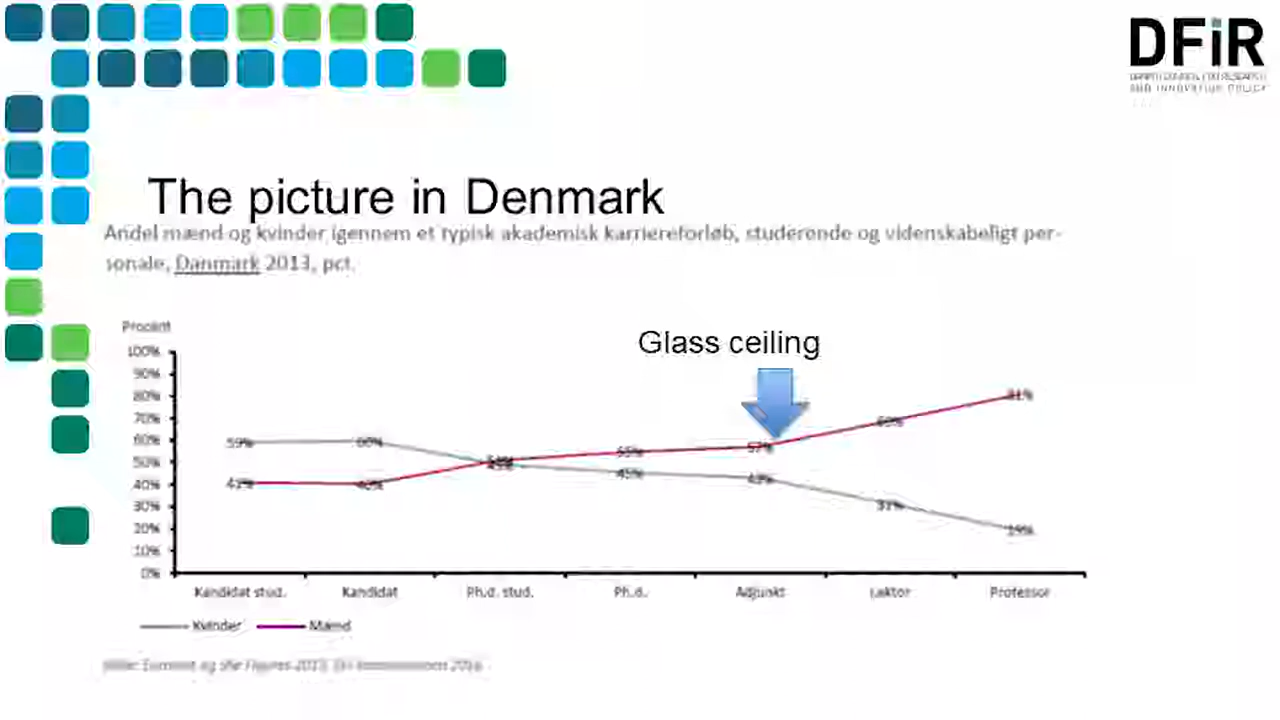 DFiR
AND INNOVATION POLICY
The picture in Denmark
Andel mænd og kvinder igennem et typisk akademisk karriereforløb, studerende og videnskabeligt per-
sonale, Danmark 2013, pct.
Procent
Glass ceiling
100%
90%
80%
70%
60%
50%
40%
30%
20%
10%
0%
59% 60% 55% 57% 69% 81%
41% 40% 45% 43% 31% 19%
Kandidat stud. Kandidat Ph.d. stud. Ph.d. Adjunkt Lektor Professor
Kvinder Mænd